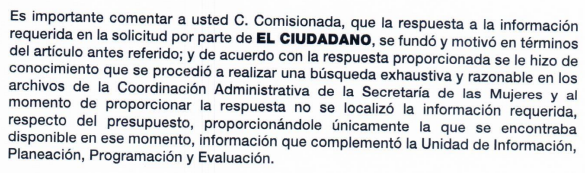 Es importante comentar a usted C. Comisionada, que la respuesta a la información
requerida en la solicitud por parte de EL CIUDADANO, se fundó y motivó en términos
del artículo antes referido; y de acuerdo con la respuesta proporcionada se le hizo de
conocimiento que se procedió a realizar una búsqueda exhaustiva y razonable en los
archivos de la Coordinación Administrativa de la Secretaría de las Mujeres y al
momento de proporcionar la respuesta no se localizó la información requerida,
respecto del presupuesto, proporcionándole únicamente la que se encontraba
disponible en ese momento, información que complementó la Unidad de Información,
Planeación, Programación y Evaluación.